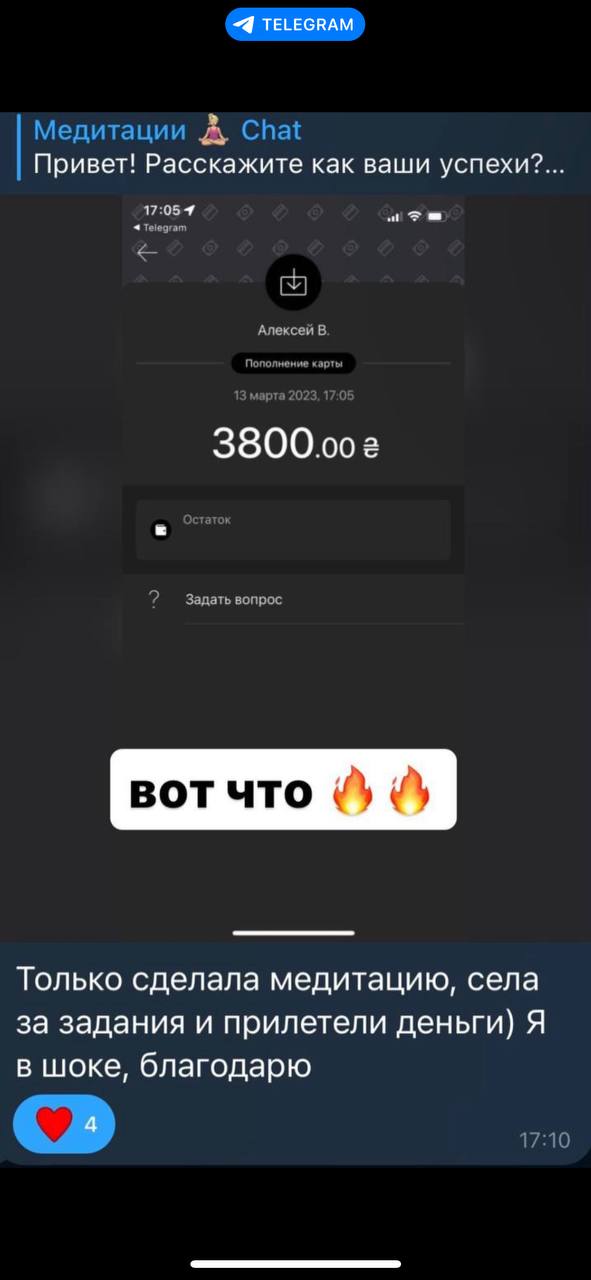 TELEGRAM
Медитации 🧘🏼‍♀️ Chat
Привет! Расскажите как ваши успехи?...
17:05
◀ Telegram
Алексей В.
Пополнение карты
13 марта 2023, 17:05
3800.00 ₴
Остаток
? Задать вопрос
вот что 🔥🔥
Только сделала медитацию, села
за задания и прилетели деньги) Я
в шоке, благодарю
❤️ 4
17:10